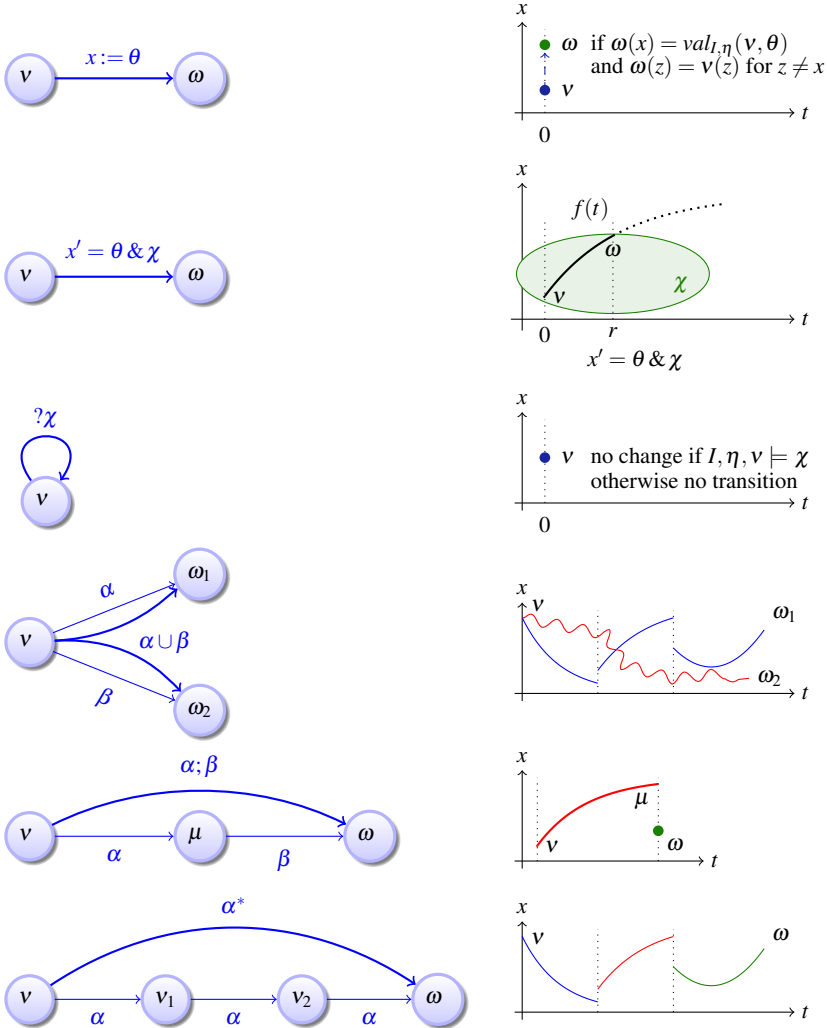 x := θ
ν
ω
x
ω if ω(x) = val_{I,η}(ν, θ)
and ω(z) = ν(z) for z ≠ x
ν
t
0
x′ = θ & χ
ν
ω
x
f(t)
ω
ν
χ
t
0
r
x′ = θ & χ
?χ
ν
x
ν no change if I, η, ν ⊨ χ
otherwise no transition
t
0
ω₁
α
ν
α ∪ β
β
ω₂
x
ν
ω₁
ω₂
t
α; β
ν
μ
ω
α
β
x
μ
ν
ω
t
α*
ν
ν₁
ν₂
ω
α
α
α
x
ν
ω
t